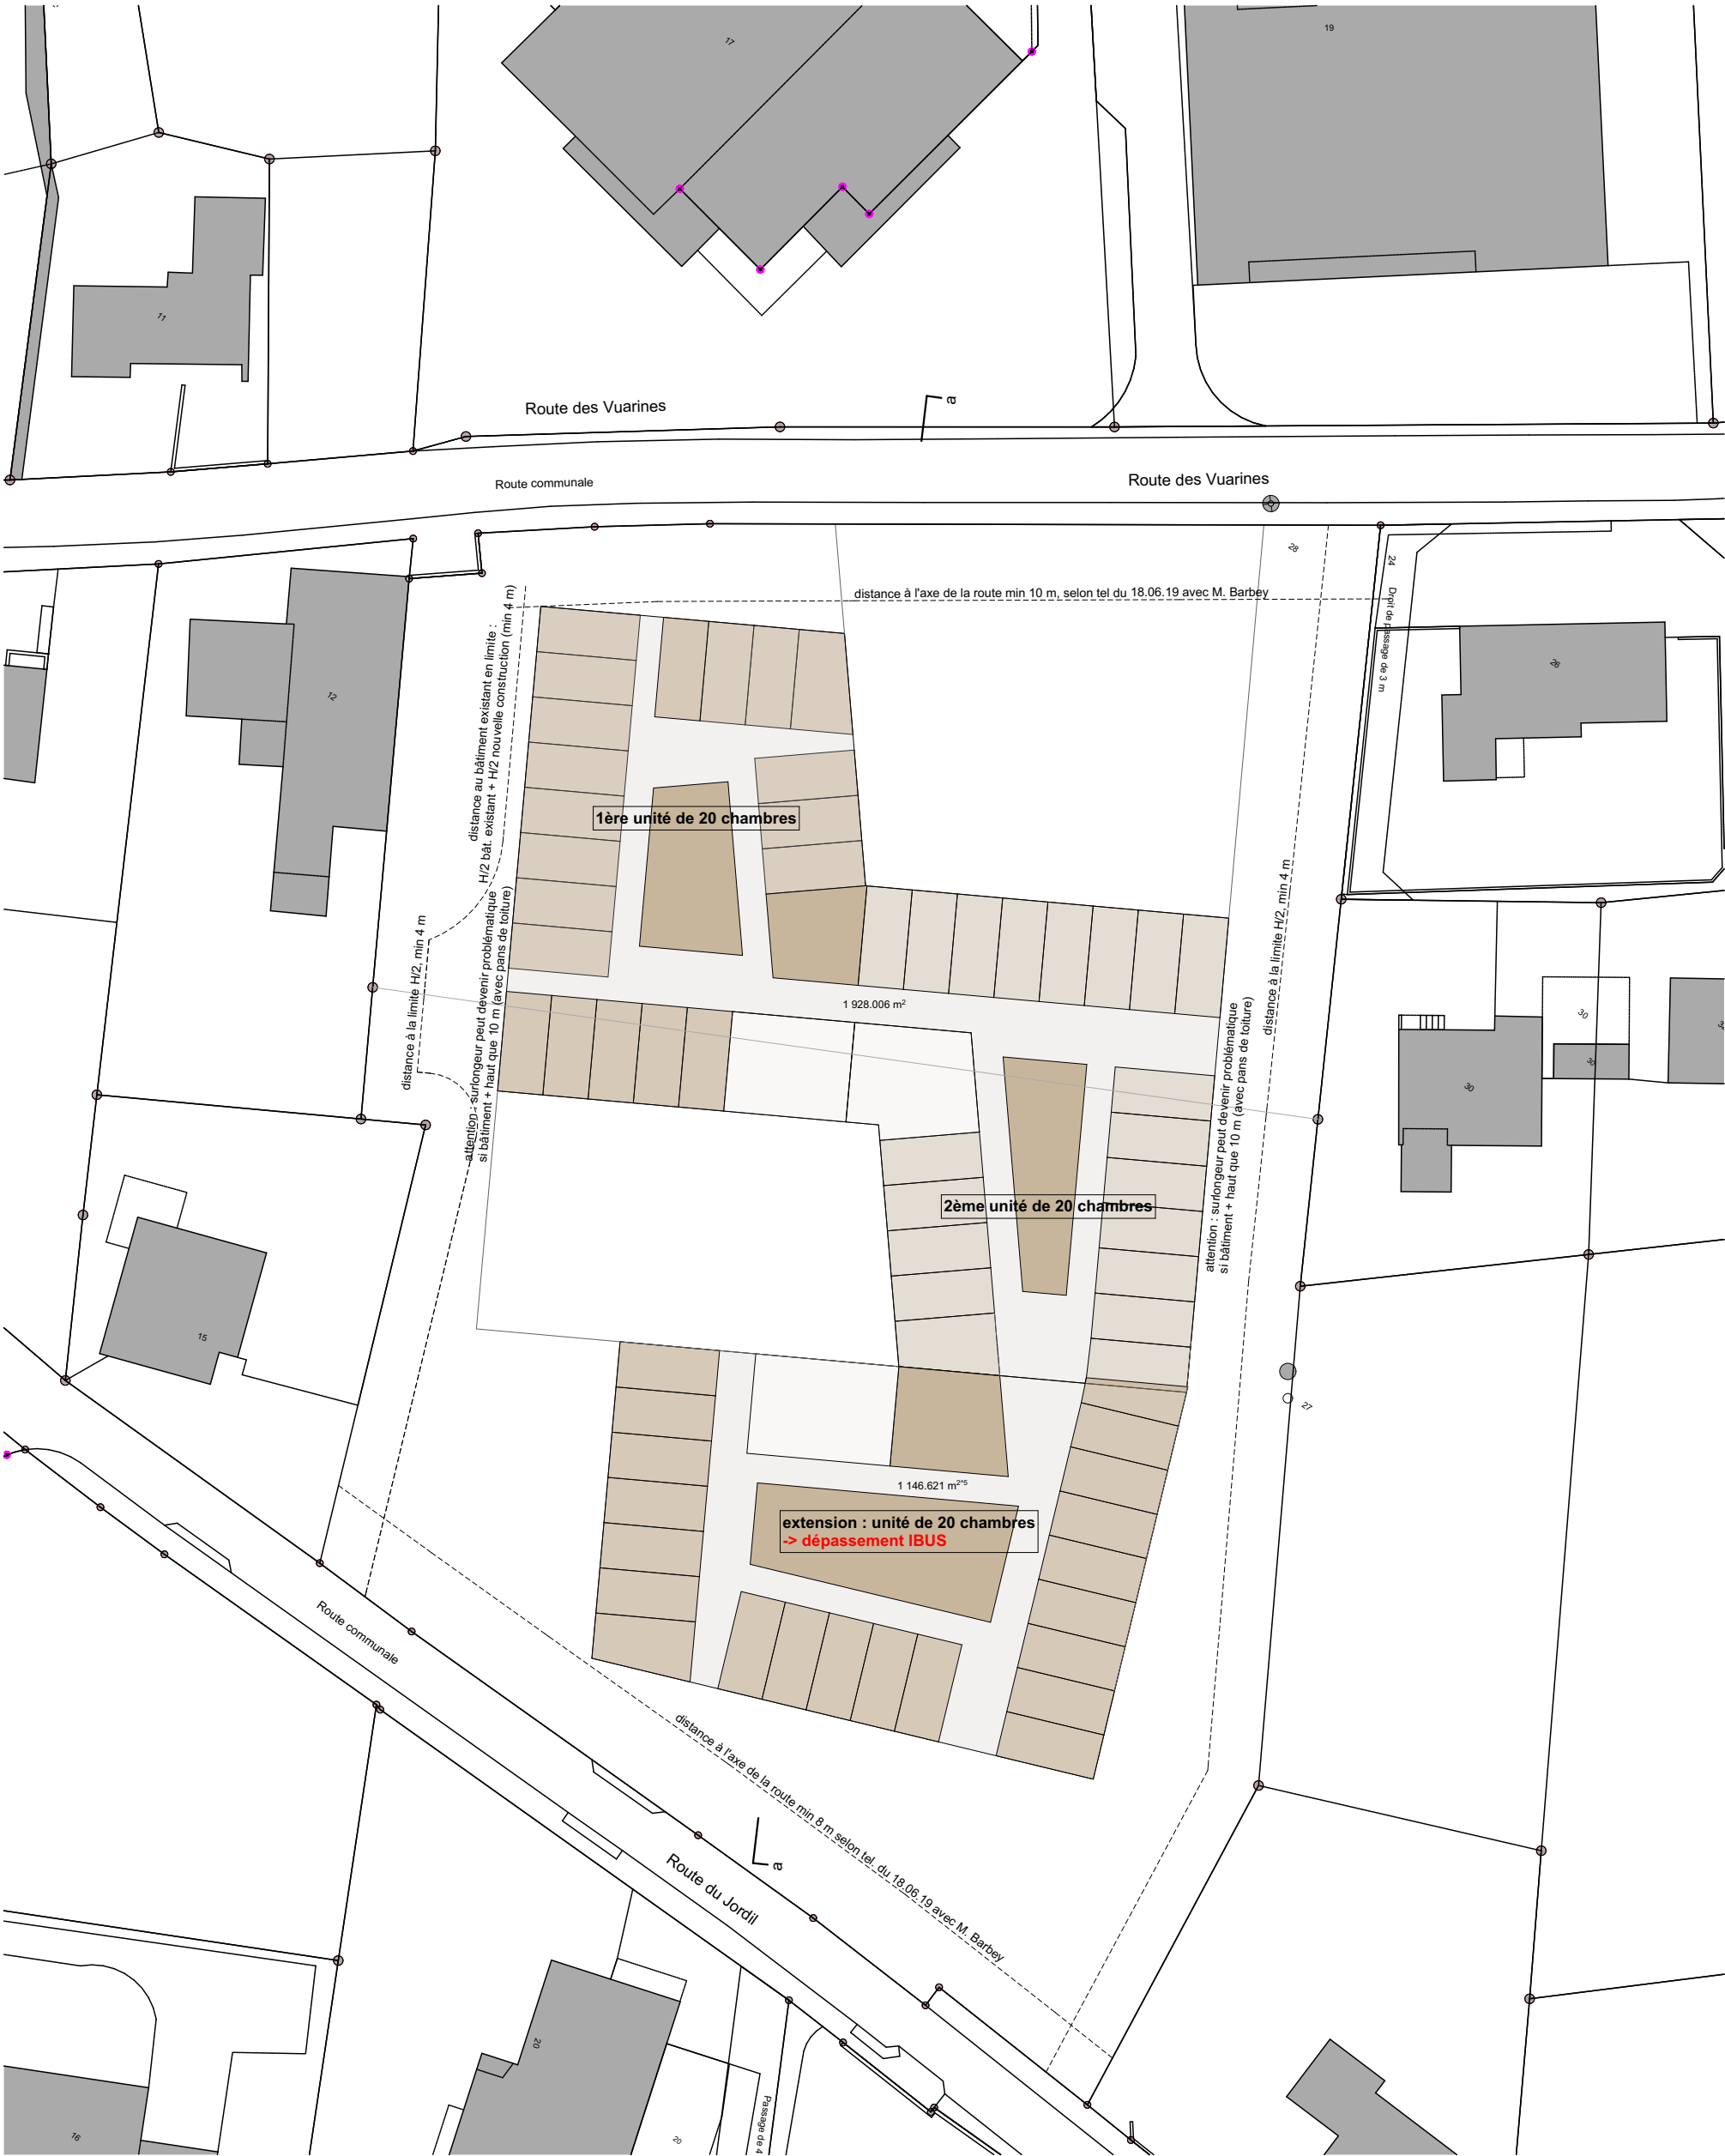 17
19
11
Route des Vuarines
a
Route communale
Route des Vuarines
28
24
Droit de passage de 3 m
distance à l'axe de la route min 10 m, selon tel du 18.06.19 avec M. Barbey
26
12
distance au bâtiment existant en limite :
H/2 bât. existant + H/2 nouvelle construction (min 4 m)
1ère unité de 20 chambres
distance à la limite H/2, min 4 m
distance à la limite H/2, min 4 m
attention : surlongeur peut devenir problématique
si bâtiment + haut que 10 m (avec pans de toiture)
1 928.006 m²
attention : surlongeur peut devenir problématique
si bâtiment + haut que 10 m (avec pans de toiture)
30
30
30
2ème unité de 20 chambres
15
27
1 146.621 m²*⁵
extension : unité de 20 chambres
-> dépassement IBUS
Route communale
distance à l'axe de la route min 8 m selon tel. du 18.06.19 avec M. Barbey
a
Route du Jordil
20
Passage de 4
20
16